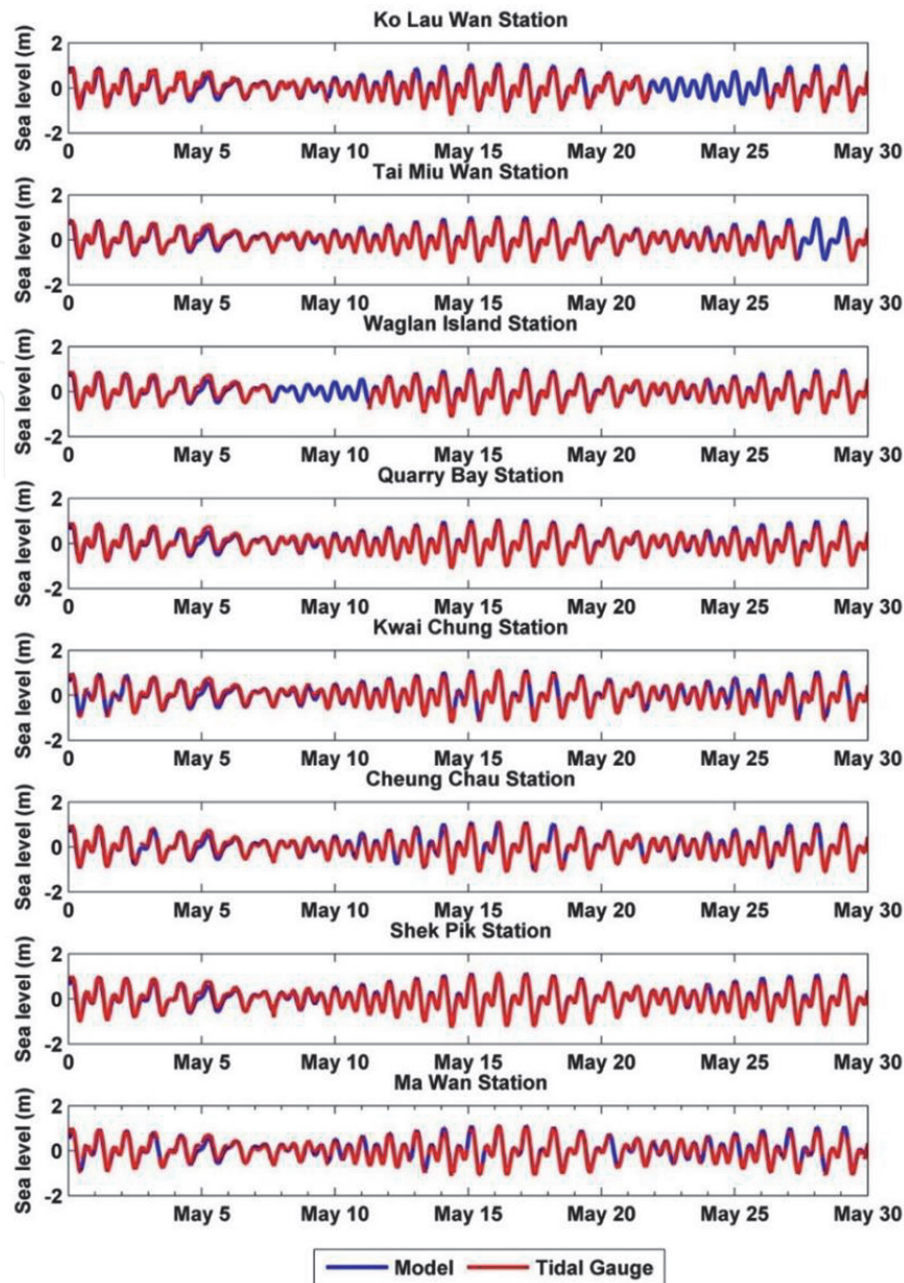 Ko Lau Wan Station
Sea level (m)
2
0
-2
0 May 5 May 10 May 15 May 20 May 25 May 30
Tai Miu Wan Station
Sea level (m)
2
0
-2
0 May 5 May 10 May 15 May 20 May 25 May 30
Waglan Island Station
Sea level (m)
2
0
-2
0 May 5 May 10 May 15 May 20 May 25 May 30
Quarry Bay Station
Sea level (m)
2
0
-2
0 May 5 May 10 May 15 May 20 May 25 May 30
Kwai Chung Station
Sea level (m)
2
0
-2
0 May 5 May 10 May 15 May 20 May 25 May 30
Cheung Chau Station
Sea level (m)
2
0
-2
0 May 5 May 10 May 15 May 20 May 25 May 30
Shek Pik Station
Sea level (m)
2
0
-2
0 May 5 May 10 May 15 May 20 May 25 May 30
Ma Wan Station
Sea level (m)
2
0
-2
May 5 May 10 May 15 May 20 May 25 May 30
Model Tidal Gauge